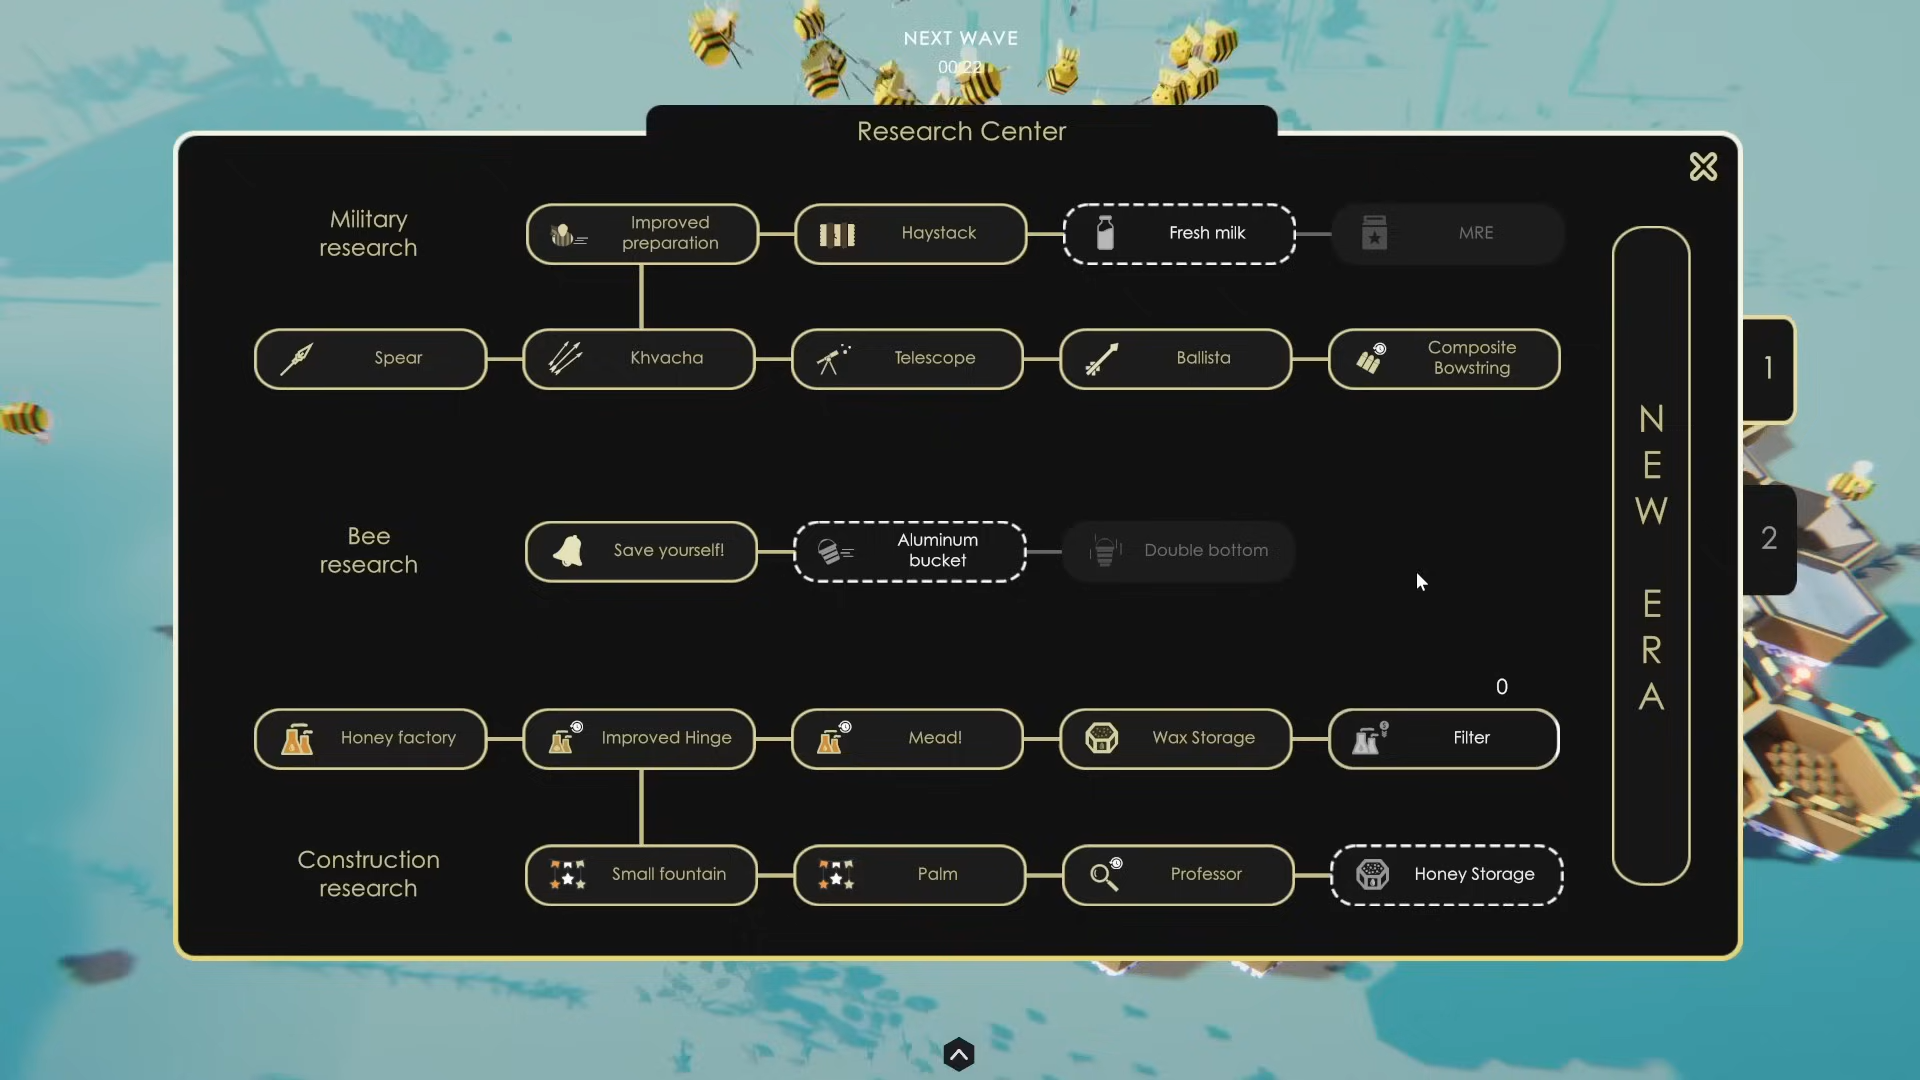 NEXT WAVE
00:22
Research Center
Military
research
Improved
preparation
Haystack
Fresh milk
MRE
Spear
Khvacha
Telescope
Ballista
Composite
Bowstring
1
2
Bee
research
Save yourself!
Aluminum
bucket
Double bottom
NEW ERA
0
Honey factory
Improved Hinge
Mead!
Wax Storage
Filter
Construction
research
Small fountain
Palm
Professor
Honey Storage